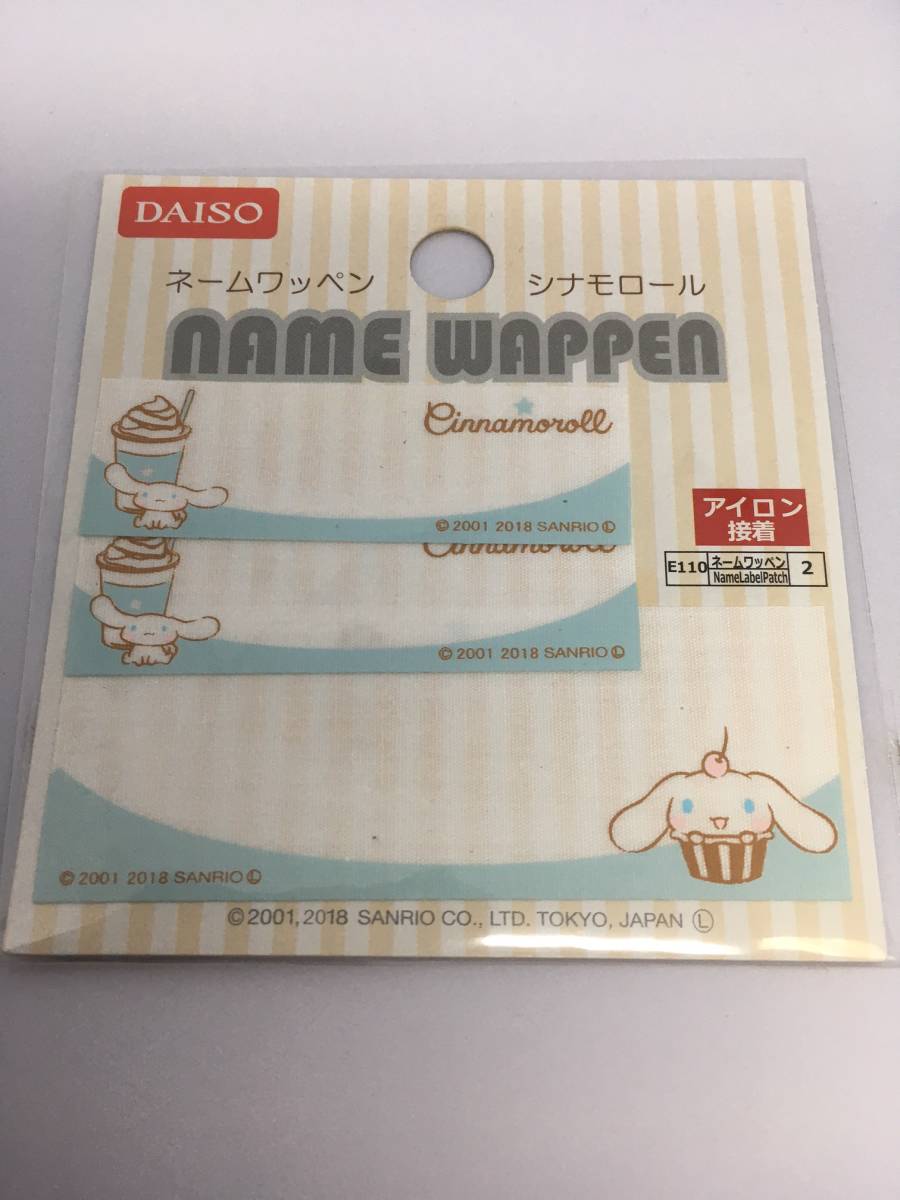 DAISO
ネームワッペン シナモロール
NAME WAPPEN
Cinnamoroll
© 2001 2018 SANRIO Ⓛ
アイロン
接着
Cinnamoroll
E110 ネームワッペン 2
NameLabelPatch
© 2001 2018 SANRIO Ⓛ
© 2001 2018 SANRIO Ⓛ
©2001,2018 SANRIO CO., LTD. TOKYO, JAPAN Ⓛ